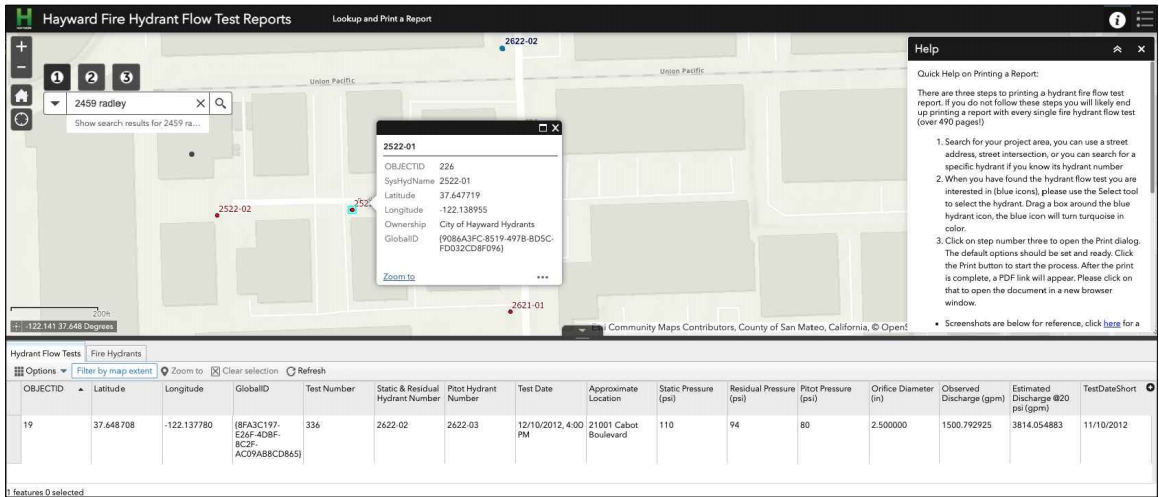 Hayward Fire Hydrant Flow Test Reports
Lookup and Print a Report
2622-02
Union Pacific
Union Pacific
1 2 3
2459 radley
Show search results for 2459 ra...
2522-02
2522-01
OBJECTID 226
SysHydName 2522-01
Latitude 37.647719
Longitude -122.138955
Ownership City of Hayward Hydrants
GlobalID {9086A3FC-8519-497B-BD5C-
FD032CD8F096}
Zoom to
2621-01
200ft
-122.141 37.648 Degrees
Community Maps Contributors, County of San Mateo, California, © OpenS
Help
Quick Help on Printing a Report:
There are three steps to printing a hydrant fire flow test
report. If you do not follow these steps you will likely end
up printing a report with every single fire hydrant flow test
(over 490 pages!)
1. Search for your project area, you can use a street
address, street intersection, or you can search for a
specific hydrant if you know its hydrant number
2. When you have found the hydrant flow test you are
interested in (blue icons), please use the Select tool
to select the hydrant. Drag a box around the blue
hydrant icon, the blue icon will turn turquoise in
color.
3. Click on step number three to open the Print dialog.
The default options should be set and ready. Click
the Print button to start the process. After the print
is complete, a PDF link will appear. Please click on
that to open the document in a new browser
window.
• Screenshots are below for reference, click here for a
Hydrant Flow Tests Fire Hydrants
Options Filter by map extent Zoom to Clear selection Refresh
OBJECTID Latitude Longitude GlobalID Test Number Static & Residual Pitot Hydrant Test Date Approximate Static Pressure Residual Pressure Pitot Pressure Orifice Diameter Observed Estimated TestDateShort
Hydrant Number Number Location (psi) (psi) (psi) (in) Discharge (gpm) Discharge @20
psi (gpm)
19 37.648708 -122.137780 {8FA3C197- 336 2622-02 2622-03 12/10/2012, 4:00 21001 Cabot 110 94 80 2.500000 1500.792925 3814.054883 11/10/2012
E26F-4DBF- PM Boulevard
8C2F-
AC09AB8CD865}
1 features 0 selected